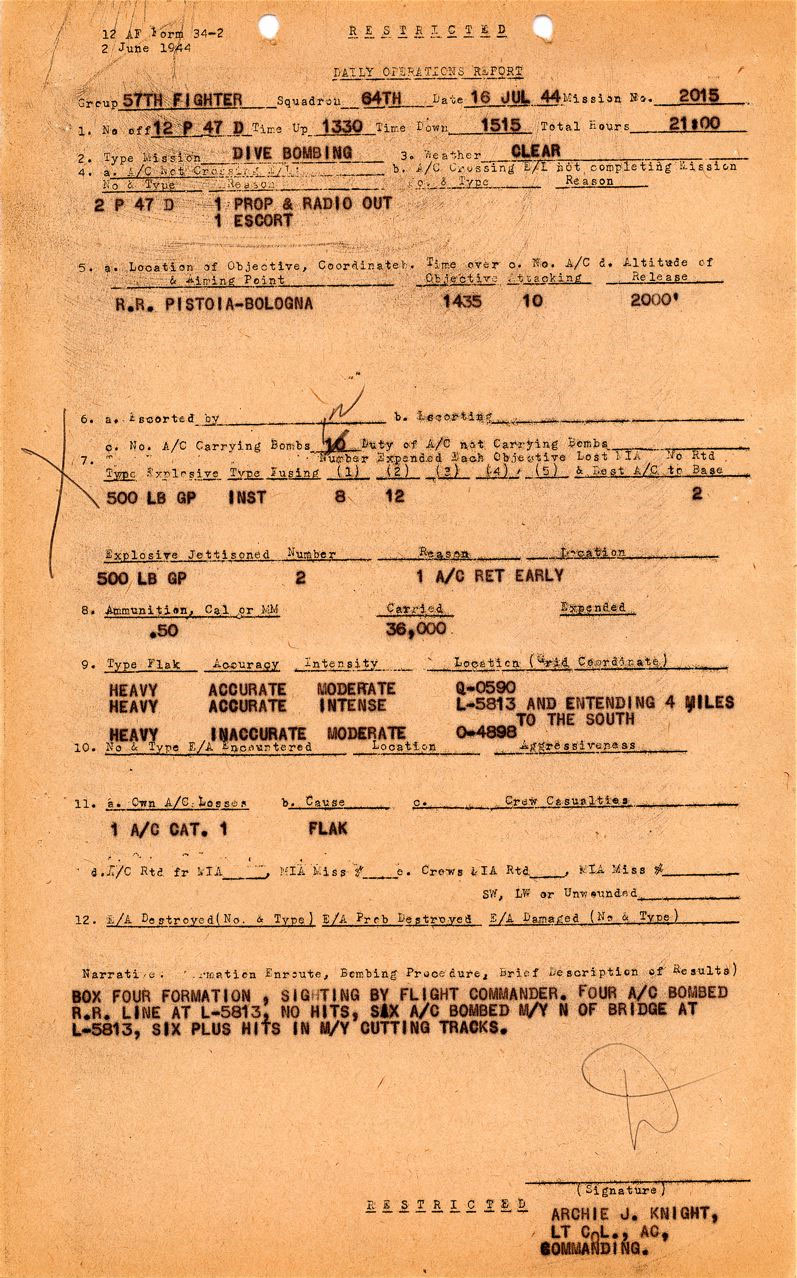 12 AF Form 34-2
2 June 1944
RESTRICTED
DAILY OPERATIONS REPORT
Group 57TH FIGHTER Squadron 64TH Date 16 JUL 44 Mission No. 2015
1. No off 12 P 47 D Time Up 1330 Time Down 1515 Total Hours 21:00
2. Type Mission DIVE BOMBING 3. Weather CLEAR
4. a. A/C Not Crossing E/L b. A/C Crossing E/L not completing Mission
No & Type Reason No. & Type Reason
2 P 47 D 1 PROP & RADIO OUT
1 ESCORT
5. a. Location of Objective, Coordinate b. Time over c. No. A/C d. Altitude of
& Aiming Point Objective Attacking Release
R.R. PISTOIA-BOLOGNA 1435 10 2000'
6. a. Escorted by b. Escorting
c. No. A/C Carrying Bombs Duty of A/C not Carrying Bombs
7. Number Expended Each Objective Lost MIA No Rtd
Type Explosive Type Fusing (1) (2) (3) (4) (5) & Dest A/C to Base
500 LB GP INST 8 12 2
Explosive Jettisoned Number Reason Location
500 LB GP 2 1 A/C RET EARLY
8. Ammunition, Cal or MM Carried Expended
.50 36,000
9. Type Flak Accuracy Intensity Location (Grid Coordinate)
HEAVY ACCURATE MODERATE Q-0590
HEAVY ACCURATE INTENSE L-5813 AND ENTENDING 4 MILES
TO THE SOUTH
HEAVY INACCURATE MODERATE O-4898
10. No & Type E/A Encountered Location Aggressiveness
11. a. Own A/C Losses b. Cause c. Crew Casualties
1 A/C CAT. 1 FLAK
d. A/C Rtd fr MIA , MIA Miss # e. Crews MIA Rtd , MIA Miss #
SW, LW or Unwounded
12. E/A Destroyed(No. & Type) E/A Prob Destroyed E/A Damaged (No & Type)
Narrative: Formation Enroute, Bombing Procedure, Brief Description of Results)
BOX FOUR FORMATION , SIGHTING BY FLIGHT COMMANDER. FOUR A/C BOMBED
R.R. LINE AT L-5813, NO HITS, SIX A/C BOMBED M/Y N OF BRIDGE AT
L-5813, SIX PLUS HITS IN M/Y CUTTING TRACKS.
(Signature)
RESTRICTED
ARCHIE J. KNIGHT,
LT COL., AC,
COMMANDING.